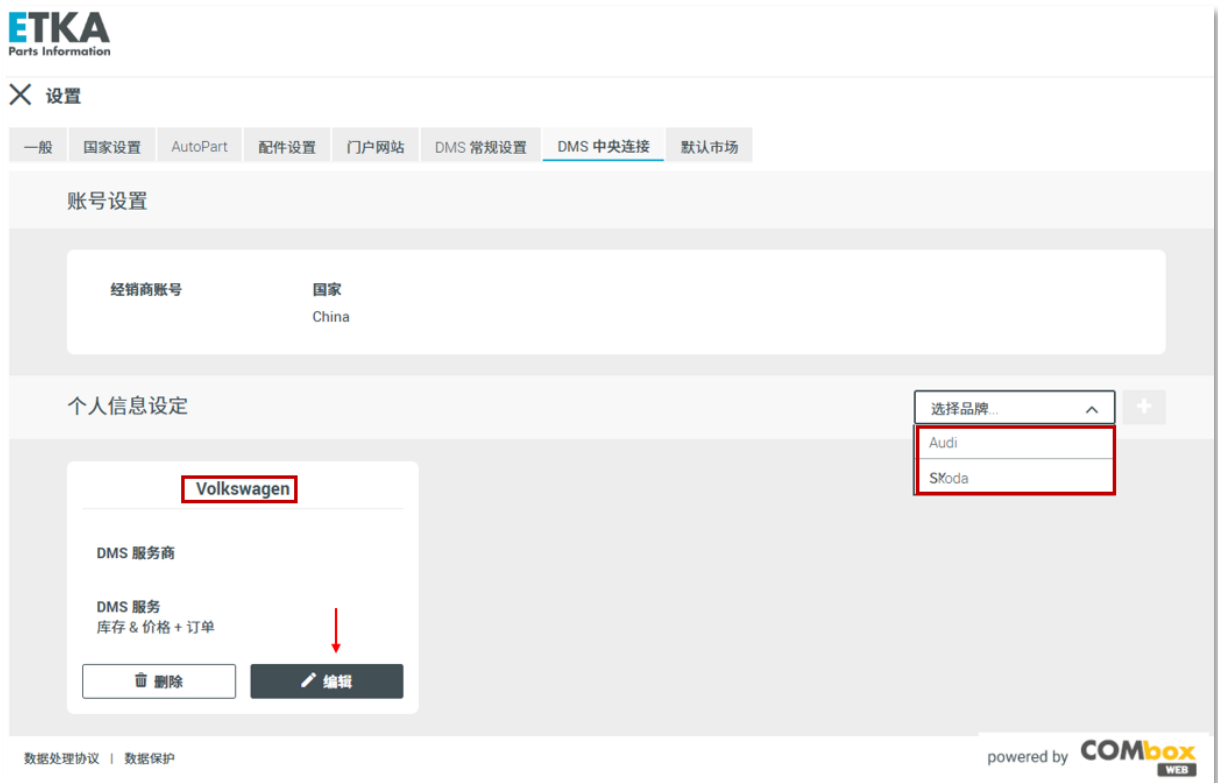 ETKA
Parts Information
设置
一般 国家设置 AutoPart 配件设置 门户网站 DMS 常规设置 DMS 中央连接 默认市场
账号设置
经销商账号 国家
China
个人信息设定 选择品牌...
Audi
Skoda
Volkswagen
DMS 服务商
DMS 服务
库存 & 价格 + 订单
删除 编辑
数据处理协议 | 数据保护
powered by COMbox
WEB